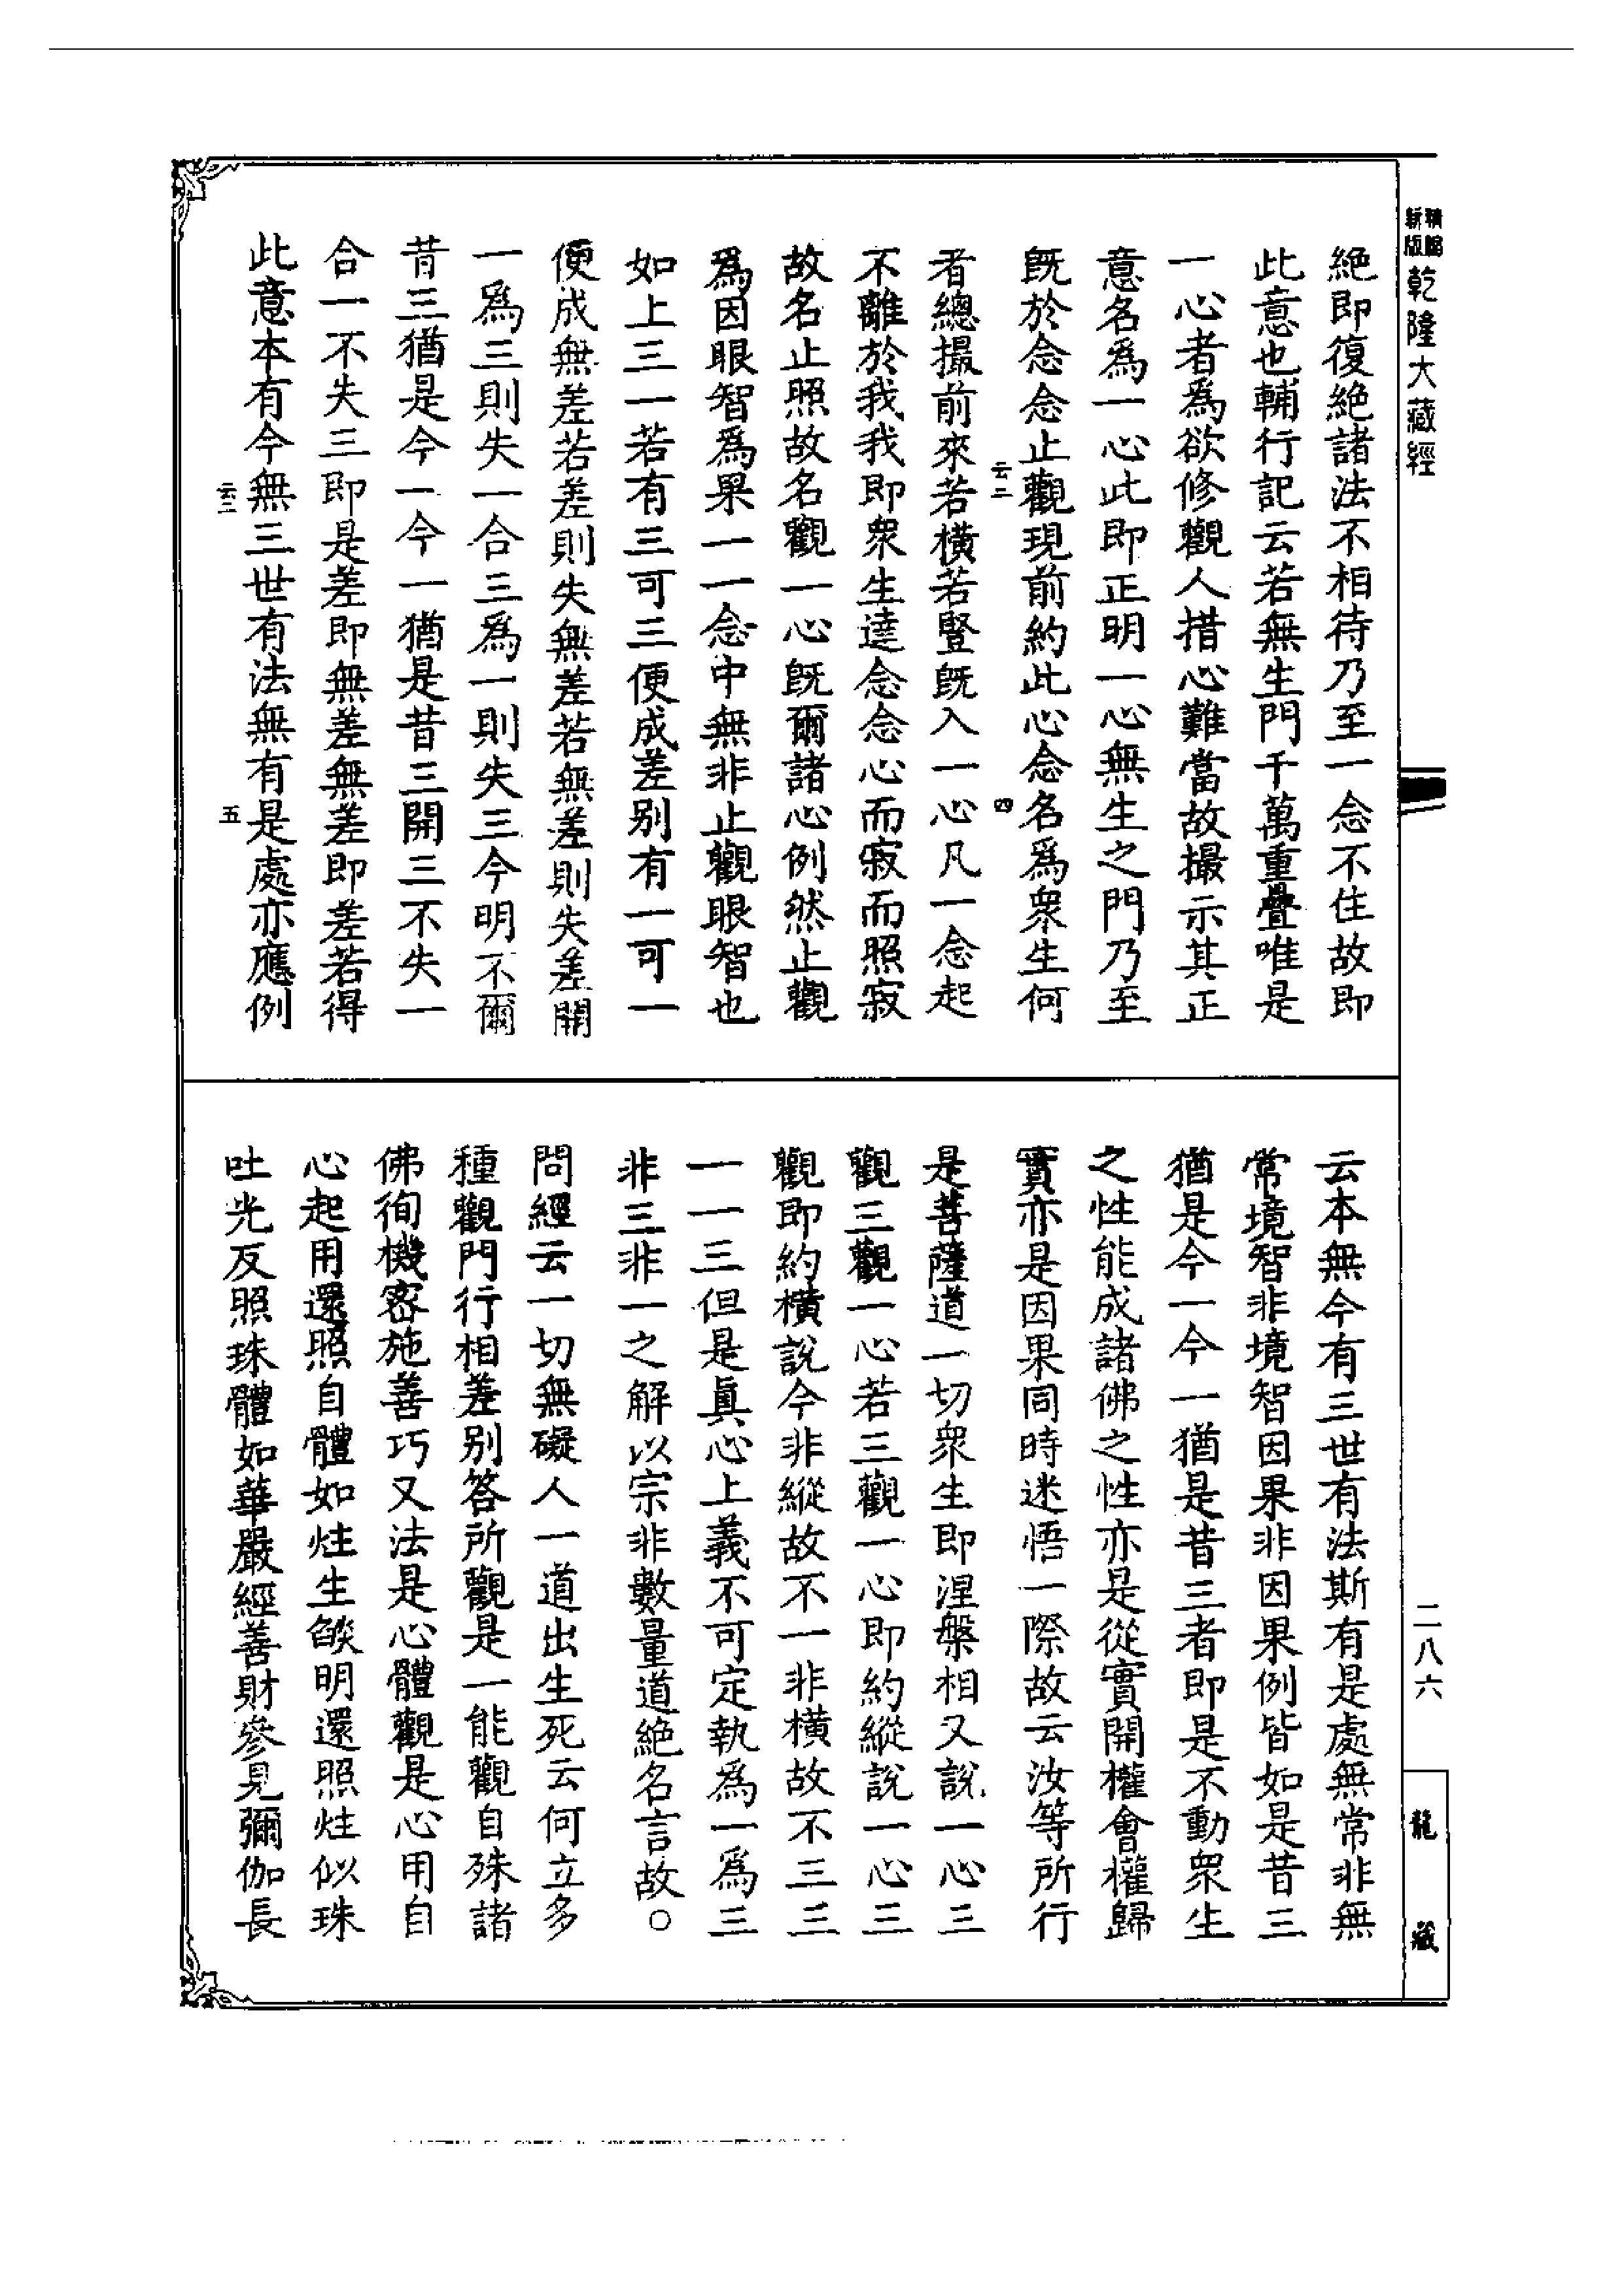 精縮
新版
乾隆大藏經
絶即復絶諸法不相待乃至一念不住故即
此意也輔行記云若無生門千萬重疊唯是
一心者爲欲修觀人措心難當故撮示其正
意名爲一心此即正明一心無生之門乃至
既於念念止觀現前約此心念名爲衆生何
云二
四
者總撮前來若橫若豎既入一心凡一念起
不離於我我即衆生達念念心而寂而照寂
故名止照故名觀一心既爾諸心例然止觀
爲因眼智爲果一一念中無非止觀眼智也
如上三一若有三可三便成差别有一可一
便成無差若差則失無差若無差則失差開
一爲三則失一合三爲一則失三今明不爾
昔三猶是今一今一猶是昔三開三不失一
合一不失三即是差即無差無差即差若得
此意本有今無三世有法無有是處亦應例
云二
五
云本無今有三世有法斯有是處無常非無
常境智非境智因果非因果例皆如是昔三
猶是今一今一猶是昔三者即是不動衆生
之性能成諸佛之性亦是從實開權會權歸
實亦是因果同時迷悟一際故云汝等所行
是菩薩道一切衆生即涅槃相又説一心三
觀三觀一心若三觀一心即約縱説一心三
觀即約橫説今非縱故不一非橫故不三三
一一三但是眞心上義不可定執爲一爲三
非三非一之解以宗非數量道絶名言故○
問經云一切無礙人一道出生死云何立多
種觀門行相差别答所觀是一能觀自殊諸
佛徇機密施善巧又法是心體觀是心用自
心起用還照自體如炷生燄明還照炷似珠
吐光反照珠體如華嚴經善財參見彌伽長
二八六
龍藏